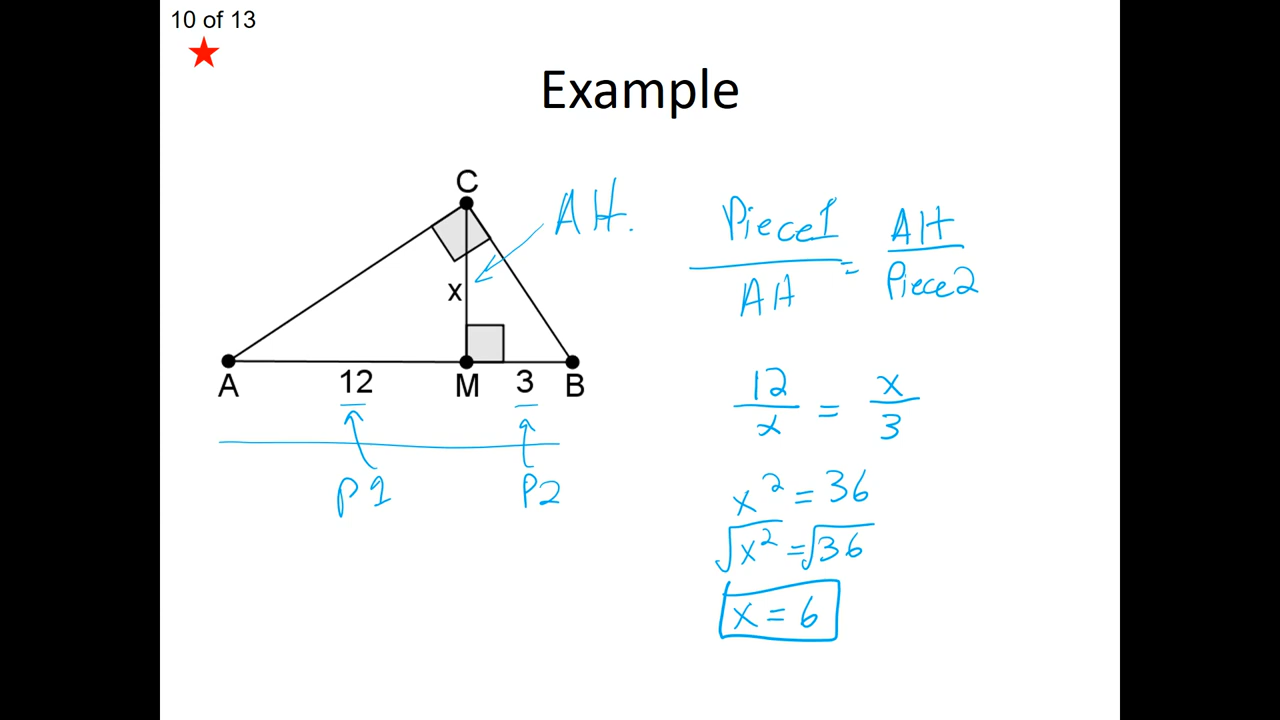 10 of 13
Example
C
AH.
x
A
12
M
3
B
P1
P2
Piece1
AH
=
AH
Piece2
12/x = x/3
x² = 36
√x² = √36
x = 6